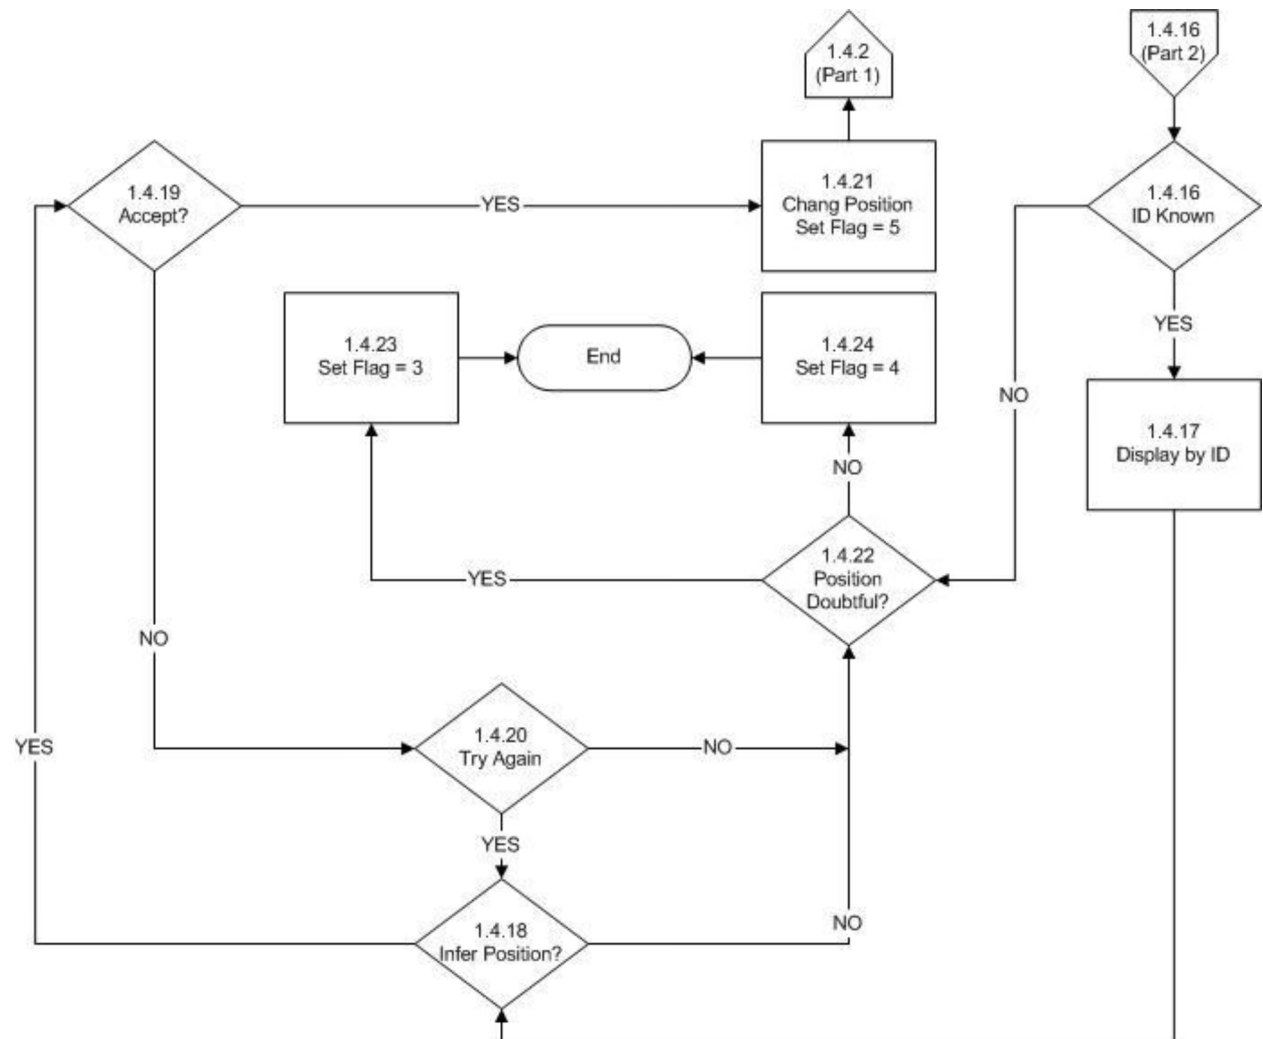 1.4.2
(Part 1)
1.4.16
(Part 2)
1.4.19
Accept?
YES
1.4.21
Chang Position
Set Flag = 5
1.4.16
ID Known
YES
1.4.23
Set Flag = 3
End
1.4.24
Set Flag = 4
NO
1.4.17
Display by ID
NO
1.4.22
Position
Doubtful?
YES
NO
1.4.20
Try Again
NO
YES
YES
1.4.18
Infer Position?
NO